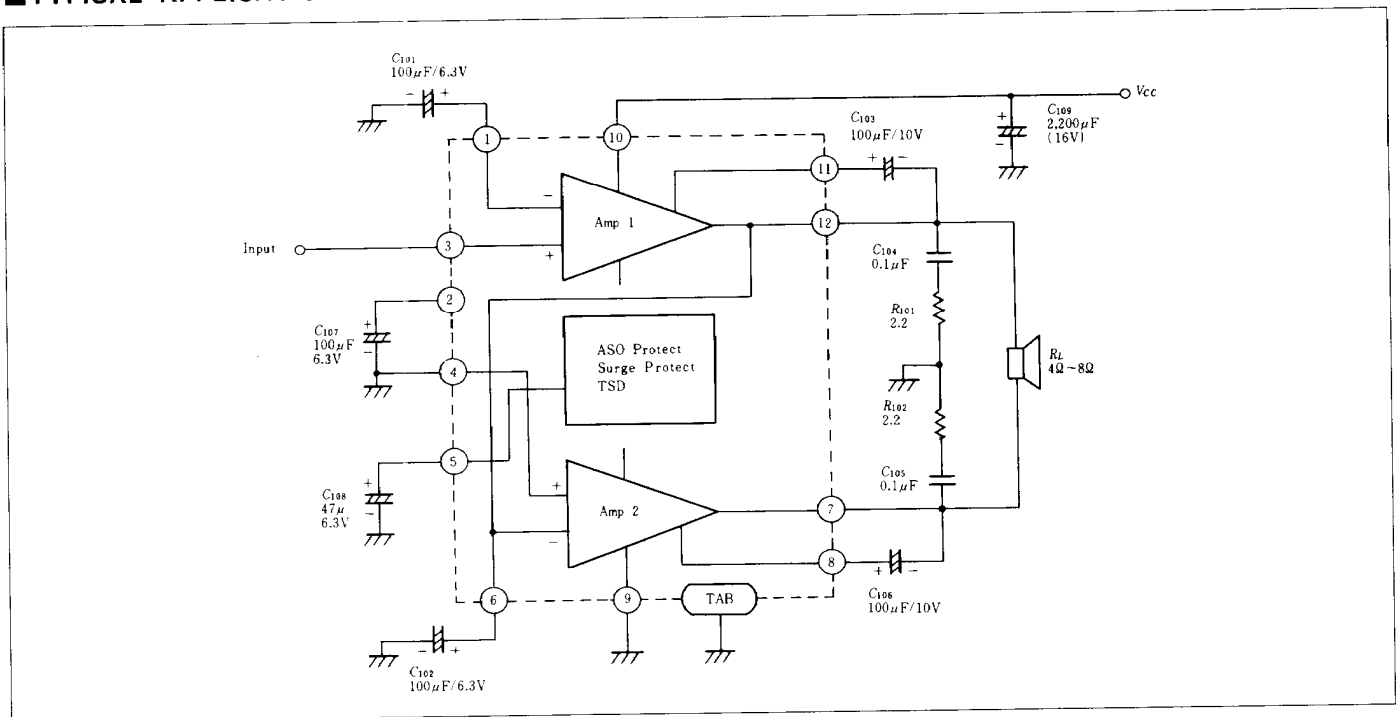 C101
100μF/6.3V
Vcc
C109
2,200μF
(16V)
+
-
C103
100μF/10V
- +
1
10
11
+ -
-
Amp 1
12
Input
3
+
C104
0.1μF
2
R101
2.2
C107
100μF
6.3V
+
-
ASO Protect
Surge Protect
TSD
RL
4Ω~8Ω
4
R102
2.2
5
C105
0.1μF
C108
47μ
6.3V
+
-
+
Amp 2
-
7
8
+ -
C106
100μF/10V
6
9
TAB
- +
C102
100μF/6.3V